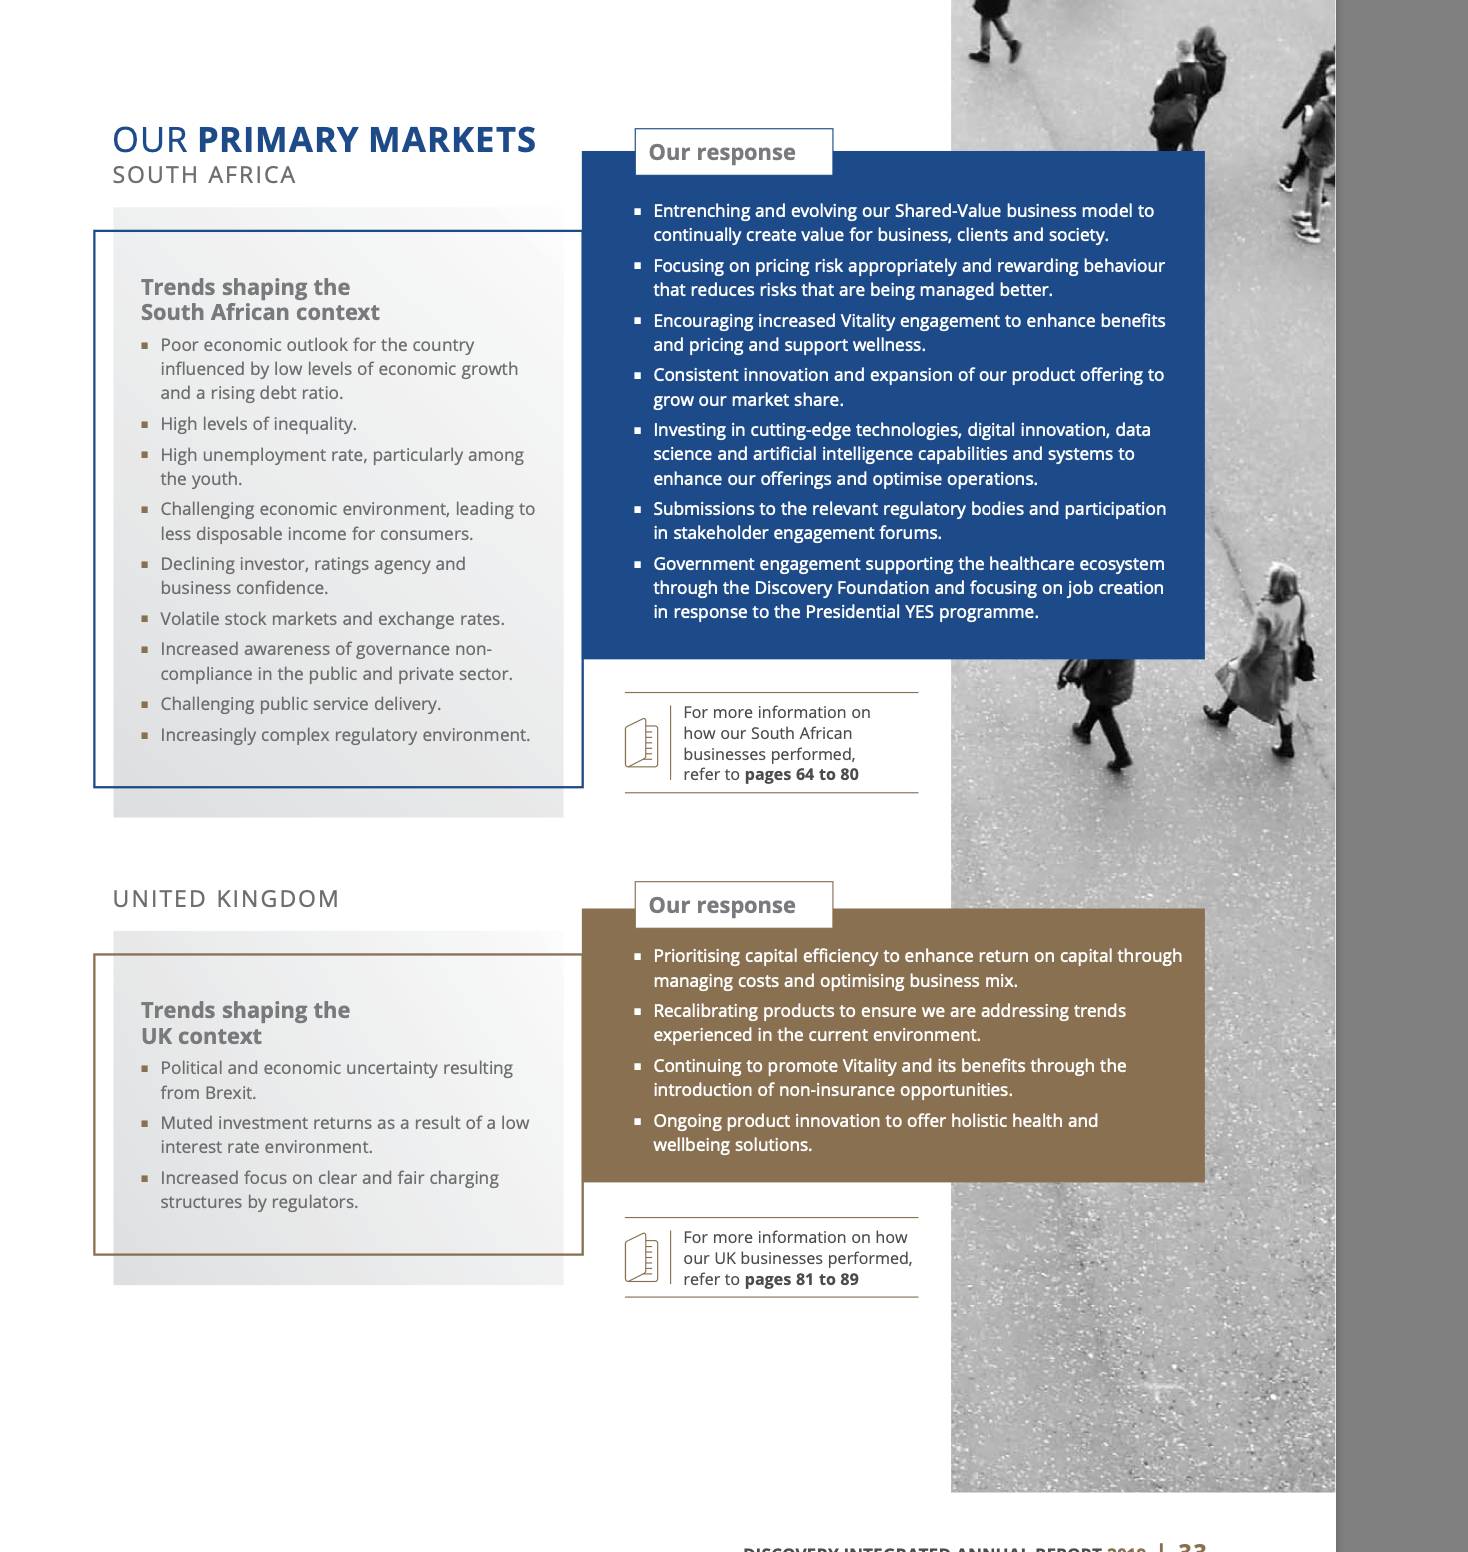 OUR PRIMARY MARKETS
SOUTH AFRICA
Trends shaping the
South African context
▪ Poor economic outlook for the country
influenced by low levels of economic growth
and a rising debt ratio.
▪ High levels of inequality.
▪ High unemployment rate, particularly among
the youth.
▪ Challenging economic environment, leading to
less disposable income for consumers.
▪ Declining investor, ratings agency and
business confidence.
▪ Volatile stock markets and exchange rates.
▪ Increased awareness of governance non-
compliance in the public and private sector.
▪ Challenging public service delivery.
▪ Increasingly complex regulatory environment.
Our response
▪ Entrenching and evolving our Shared-Value business model to
continually create value for business, clients and society.
▪ Focusing on pricing risk appropriately and rewarding behaviour
that reduces risks that are being managed better.
▪ Encouraging increased Vitality engagement to enhance benefits
and pricing and support wellness.
▪ Consistent innovation and expansion of our product offering to
grow our market share.
▪ Investing in cutting-edge technologies, digital innovation, data
science and artificial intelligence capabilities and systems to
enhance our offerings and optimise operations.
▪ Submissions to the relevant regulatory bodies and participation
in stakeholder engagement forums.
▪ Government engagement supporting the healthcare ecosystem
through the Discovery Foundation and focusing on job creation
in response to the Presidential YES programme.
For more information on
how our South African
businesses performed,
refer to pages 64 to 80
UNITED KINGDOM
Trends shaping the
UK context
▪ Political and economic uncertainty resulting
from Brexit.
▪ Muted investment returns as a result of a low
interest rate environment.
▪ Increased focus on clear and fair charging
structures by regulators.
Our response
▪ Prioritising capital efficiency to enhance return on capital through
managing costs and optimising business mix.
▪ Recalibrating products to ensure we are addressing trends
experienced in the current environment.
▪ Continuing to promote Vitality and its benefits through the
introduction of non-insurance opportunities.
▪ Ongoing product innovation to offer holistic health and
wellbeing solutions.
For more information on how
our UK businesses performed,
refer to pages 81 to 89
DISCOVERY INTEGRATED ANNUAL REPORT 2019 | 33